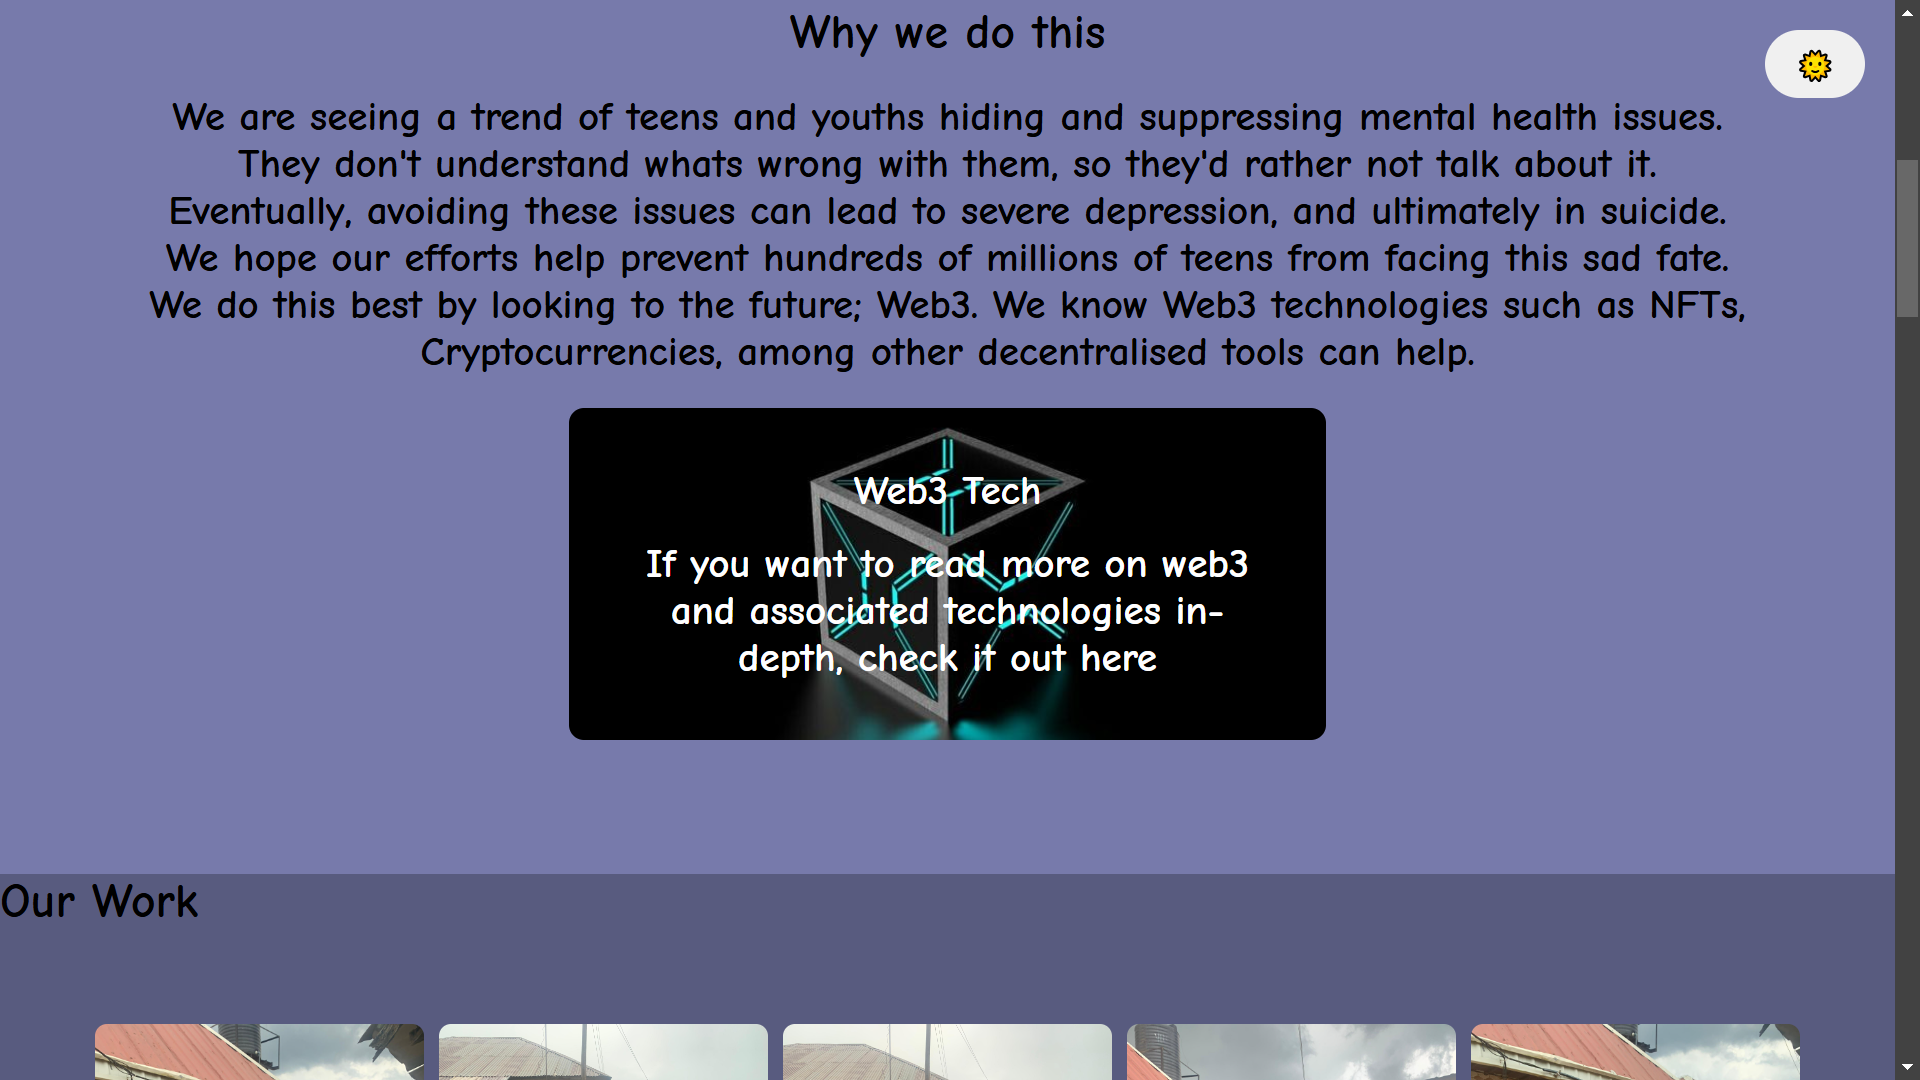 Why we do this
We are seeing a trend of teens and youths hiding and suppressing mental health issues.
They don't understand whats wrong with them, so they'd rather not talk about it.
Eventually, avoiding these issues can lead to severe depression, and ultimately in suicide.
We hope our efforts help prevent hundreds of millions of teens from facing this sad fate.
We do this best by looking to the future; Web3. We know Web3 technologies such as NFTs,
Cryptocurrencies, among other decentralised tools can help.
Web3 Tech
If you want to read more on web3
and associated technologies in-
depth, check it out here
Our Work